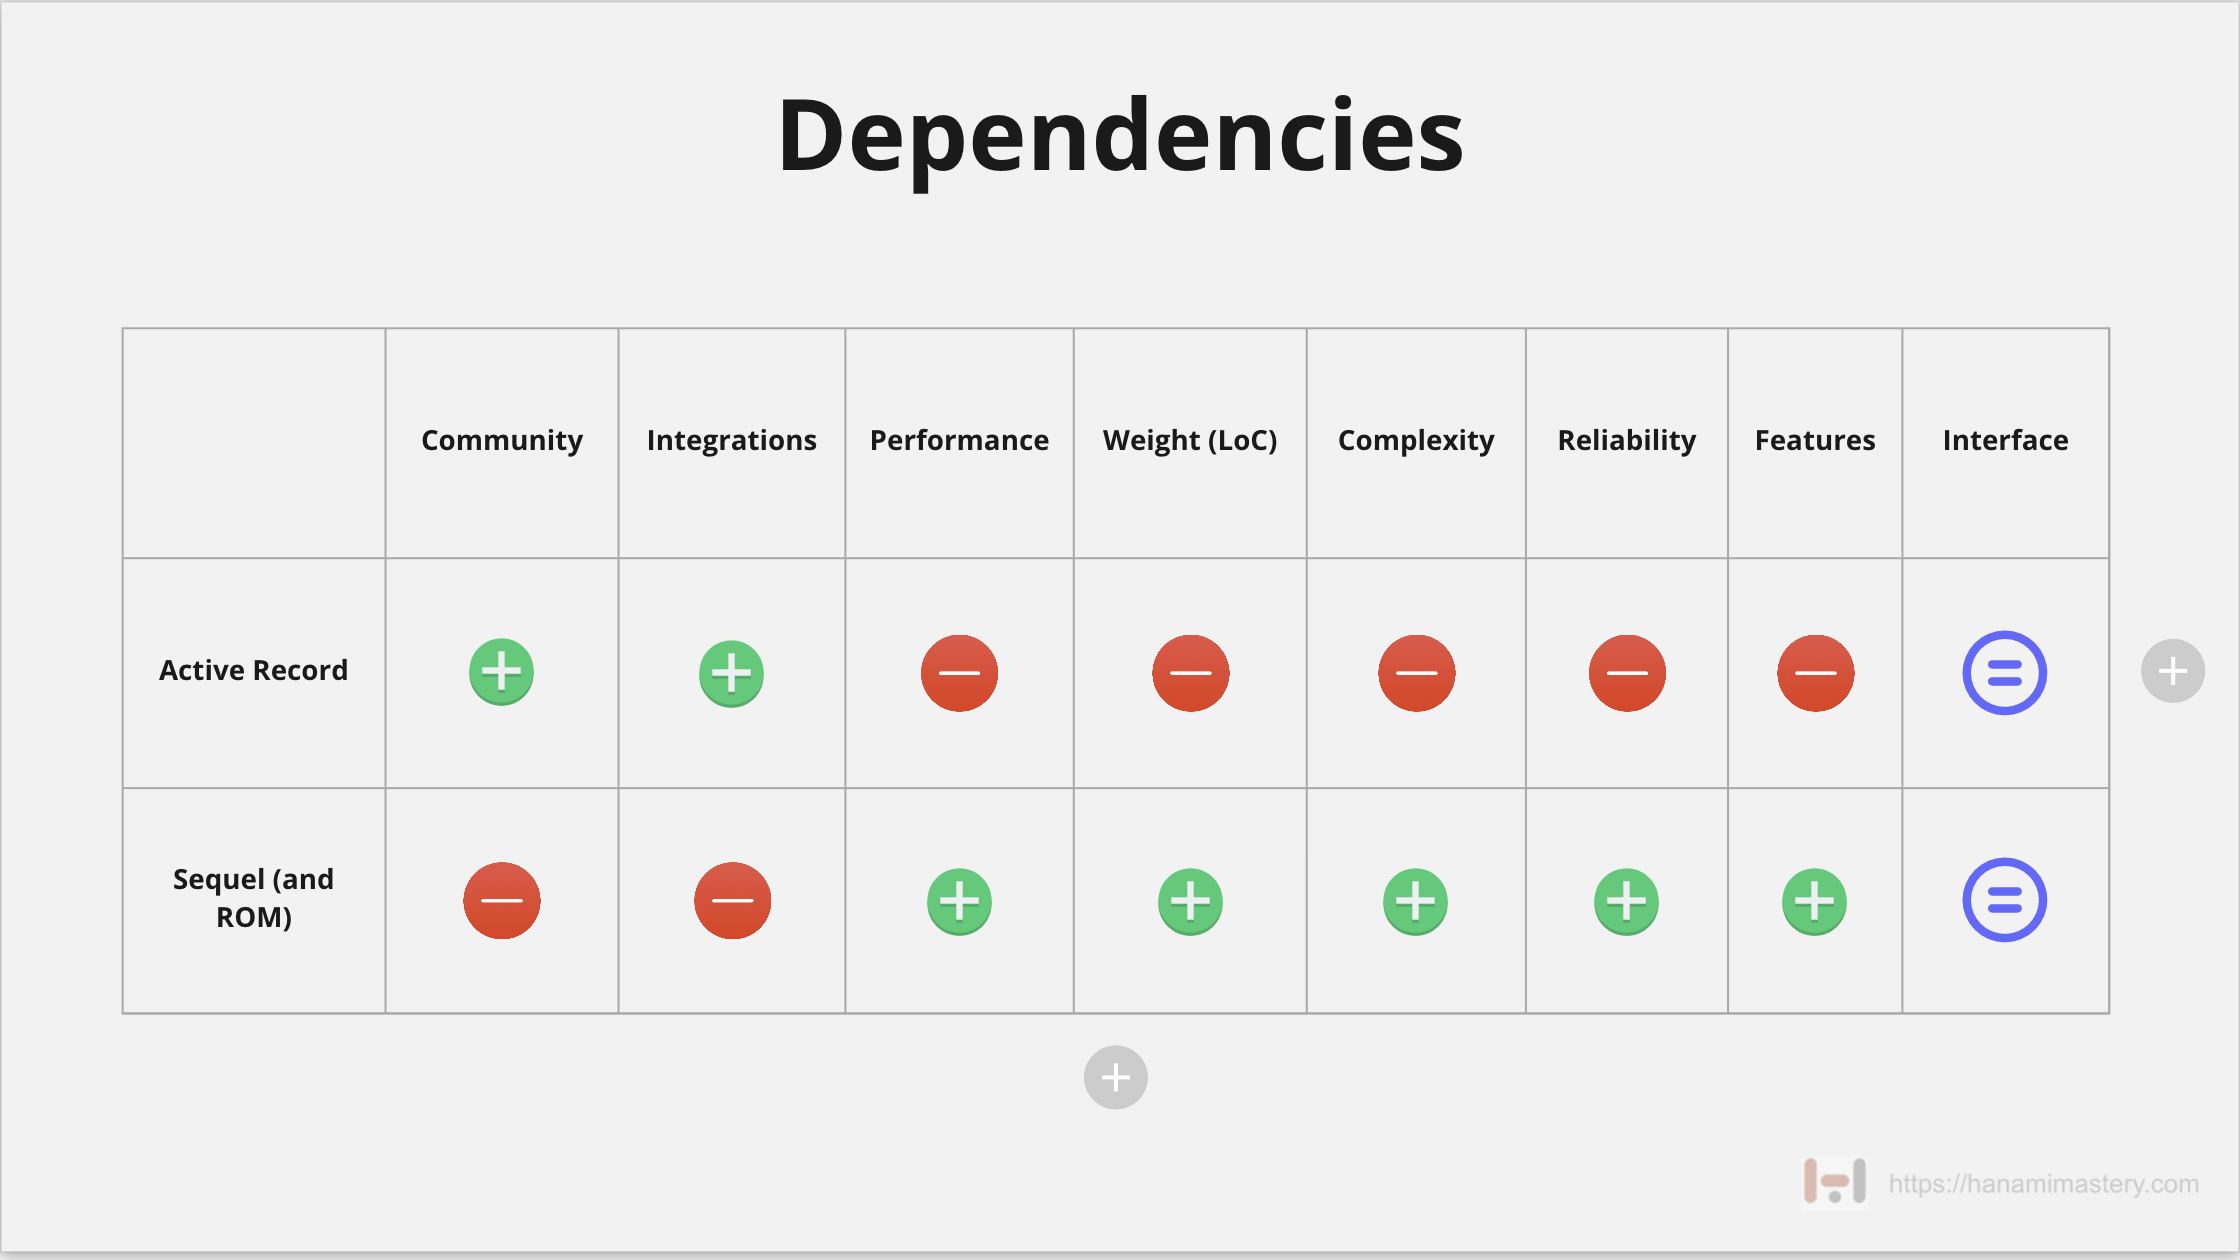 Dependencies
Community Integrations Performance Weight (LoC) Complexity Reliability Features Interface
Active Record
Sequel (and
ROM)
https://hanamimastery.com